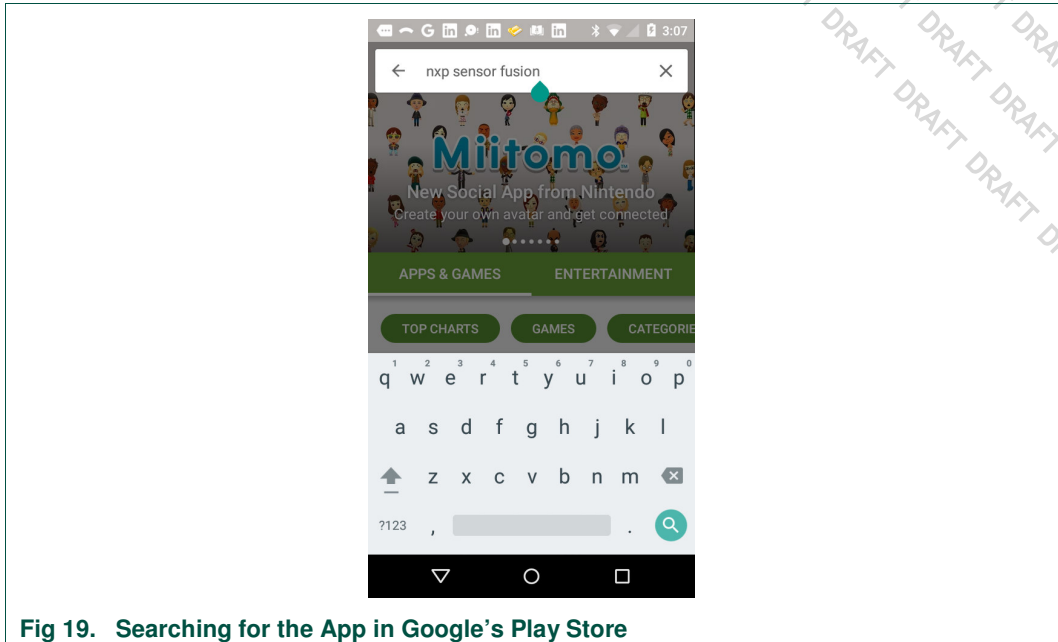 3:07
nxp sensor fusion
Miitomo
New Social App from Nintendo
Create your own avatar and get connected
APPS & GAMES ENTERTAINMENT
TOP CHARTS GAMES CATEGORIE
1 2 3 4 5 6 7 8 9 0
q w e r t y u i o p
a s d f g h j k l
z x c v b n m
?123 , .
Fig 19. Searching for the App in Google's Play Store
DRAFT DRAFT DRAFT
DRAFT DRAFT
DRAFT